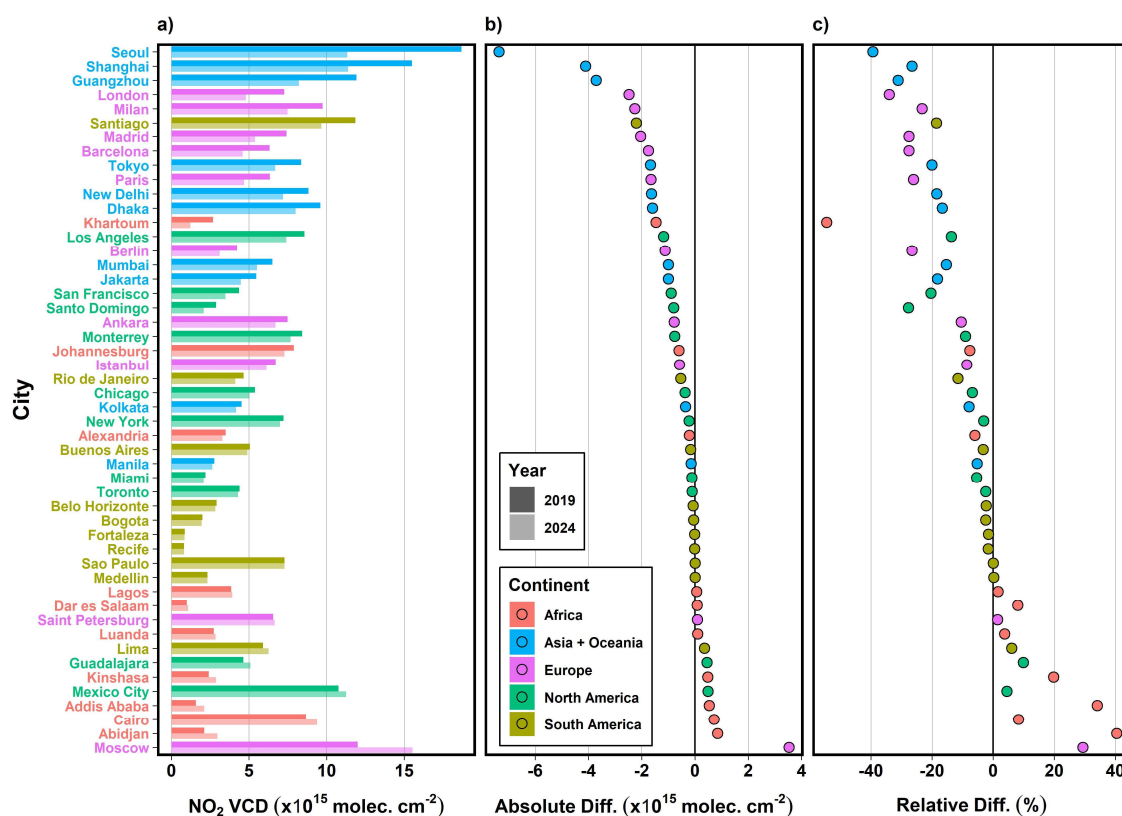 a)
b)
c)
City
Seoul
Shanghai
Guangzhou
London
Milan
Santiago
Madrid
Barcelona
Tokyo
Paris
New Delhi
Dhaka
Khartoum
Los Angeles
Berlin
Mumbai
Jakarta
San Francisco
Santo Domingo
Ankara
Monterrey
Johannesburg
Istanbul
Rio de Janeiro
Chicago
Kolkata
New York
Alexandria
Buenos Aires
Manila
Miami
Toronto
Belo Horizonte
Bogota
Fortaleza
Recife
Sao Paulo
Medellin
Lagos
Dar es Salaam
Saint Petersburg
Luanda
Lima
Guadalajara
Kinshasa
Mexico City
Addis Ababa
Cairo
Abidjan
Moscow
Year
2019
2024
Continent
Africa
Asia + Oceania
Europe
North America
South America
0 5 10 15
-6 -4 -2 0 2 4
-40 -20 0 20 40
NO₂ VCD (x10¹⁵ molec. cm⁻²)
Absolute Diff. (x10¹⁵ molec. cm⁻²)
Relative Diff. (%)